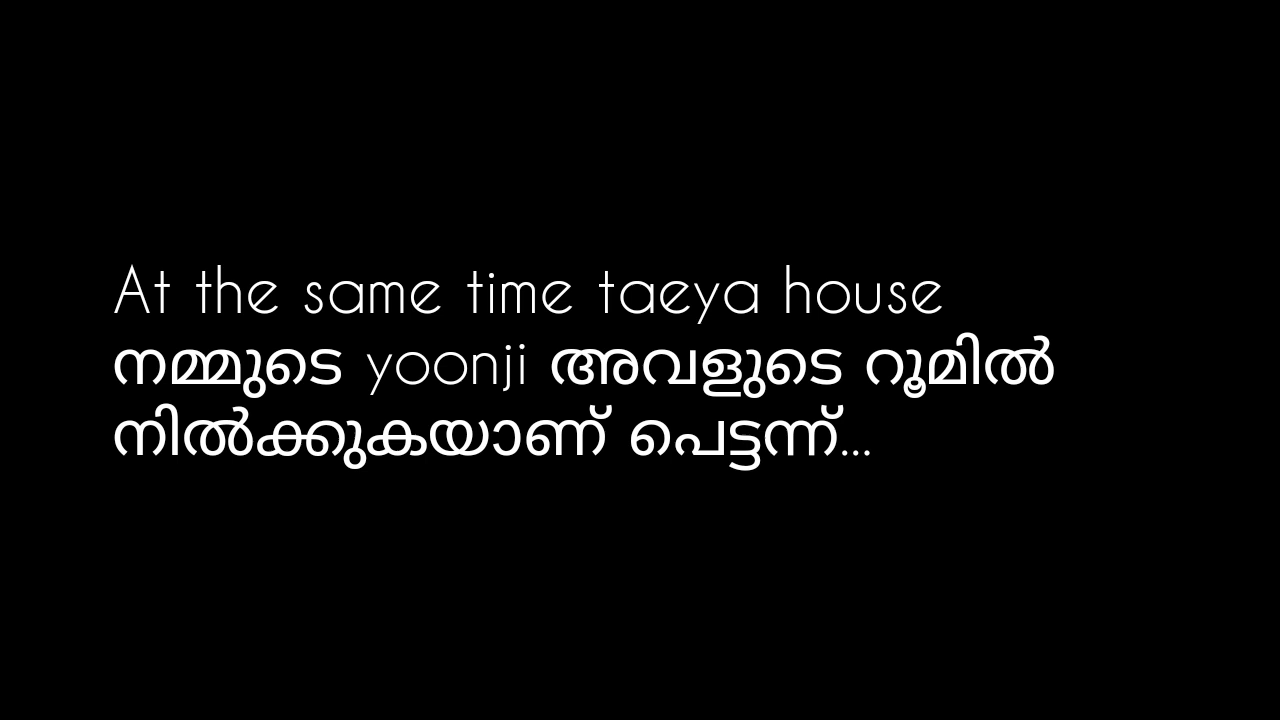 At the same time taeya house
നമ്മുടെ yoonji അവളുടെ റൂമിൽ
നിൽക്കുകയാണ് പെട്ടന്ന്...